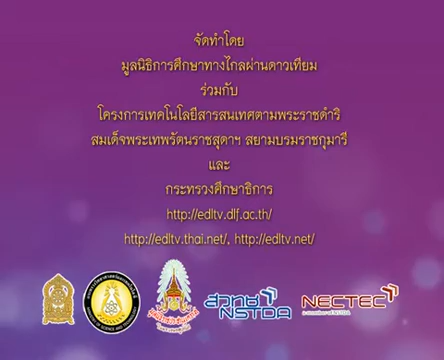 จัดทำโดย
มูลนิธิการศึกษาทางไกลผ่านดาวเทียม
ร่วมกับ
โครงการเทคโนโลยีสารสนเทศตามพระราชดำริ
สมเด็จพระเทพรัตนราชสุดาฯ สยามบรมราชกุมารี
และ
กระทรวงศึกษาธิการ
http://edltv.dlf.ac.th/
http://edltv.thai.net/, http://edltv.net/
สวทช
NSTDA
NECTEC
a member of NSTDA